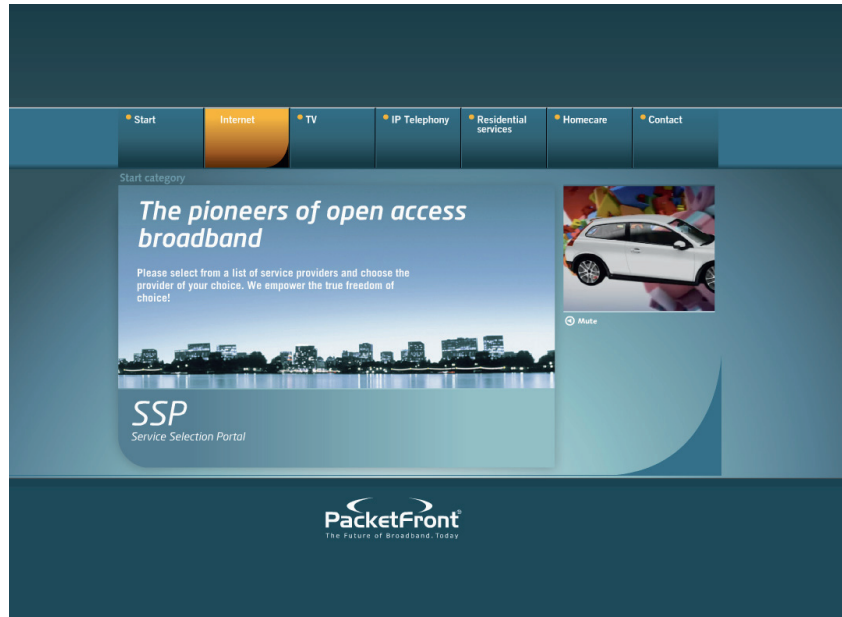 Start
Internet
TV
IP Telephony
Residential
services
Homecare
Contact
Start category
The pioneers of open access
broadband
Please select from a list of service providers and choose the
provider of your choice. We empower the true freedom of
choice!
Mute
SSP
Service Selection Portal
PacketFront®
The Future of Broadband. Today